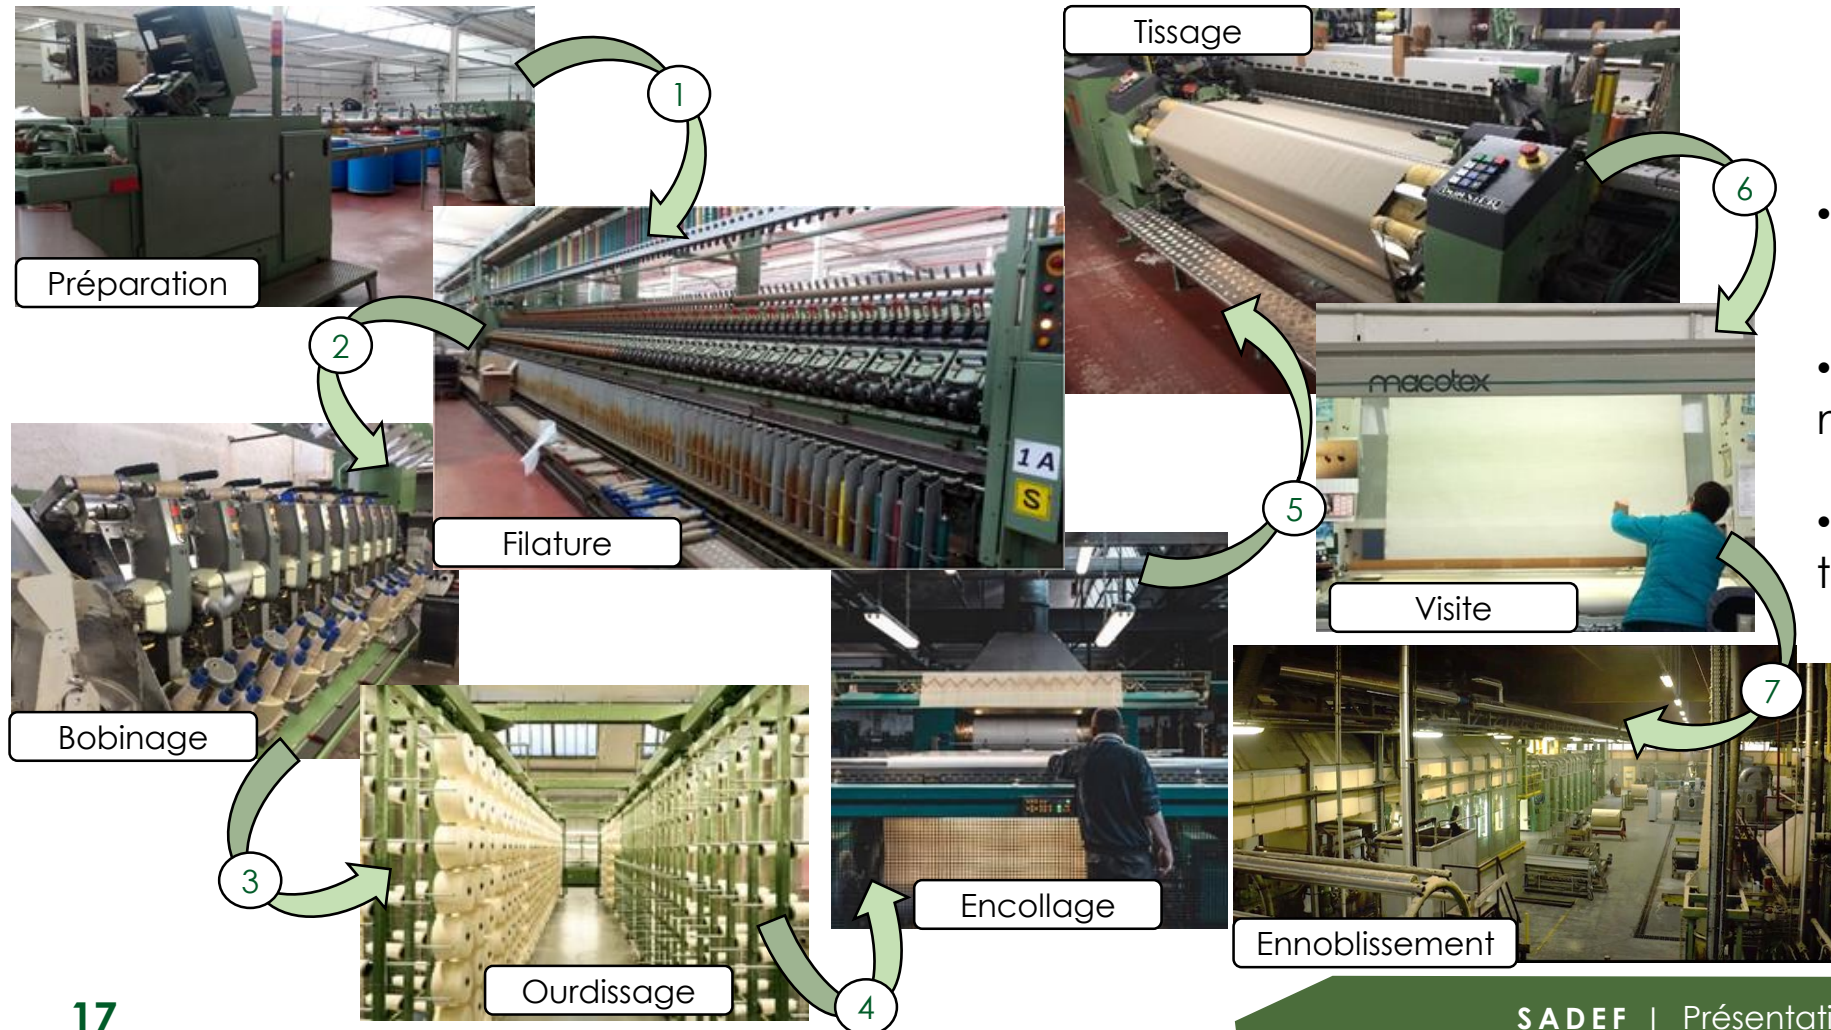 Préparation
1
Filature
2
Bobinage
3
Ourdissage
4
Encollage
5
Tissage
6
macotex
Visite
7
Ennoblissement
1 A
S
•
•
r
•
t
17
SADEF | Présentati